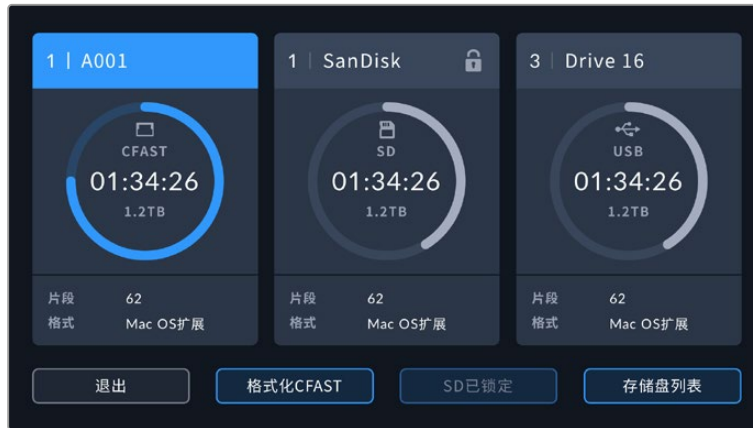 1 | A001
CFAST
01:34:26
1.2TB
片段 62
格式 Mac OS扩展
1 | SanDisk
SD
01:34:26
1.2TB
片段 62
格式 Mac OS扩展
3 | Drive 16
USB
01:34:26
1.2TB
片段 62
格式 Mac OS扩展
退出
格式化CFAST
SD已锁定
存储盘列表